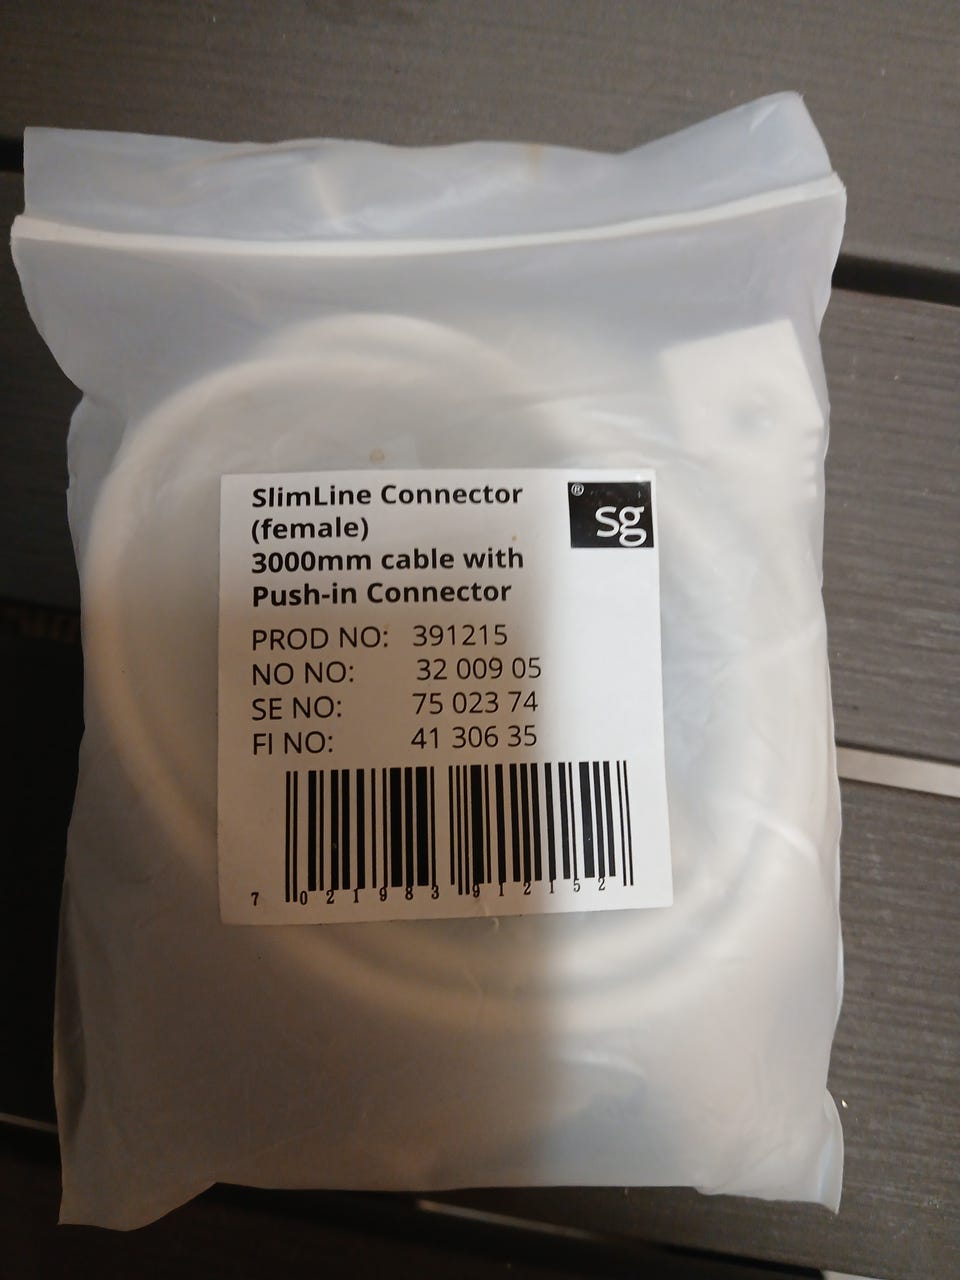 SlimLine Connector
(female)
3000mm cable with
Push-in Connector
® sg
PROD NO: 391215
NO NO: 32 009 05
SE NO: 75 023 74
FI NO: 41 306 35
7 021983 912152